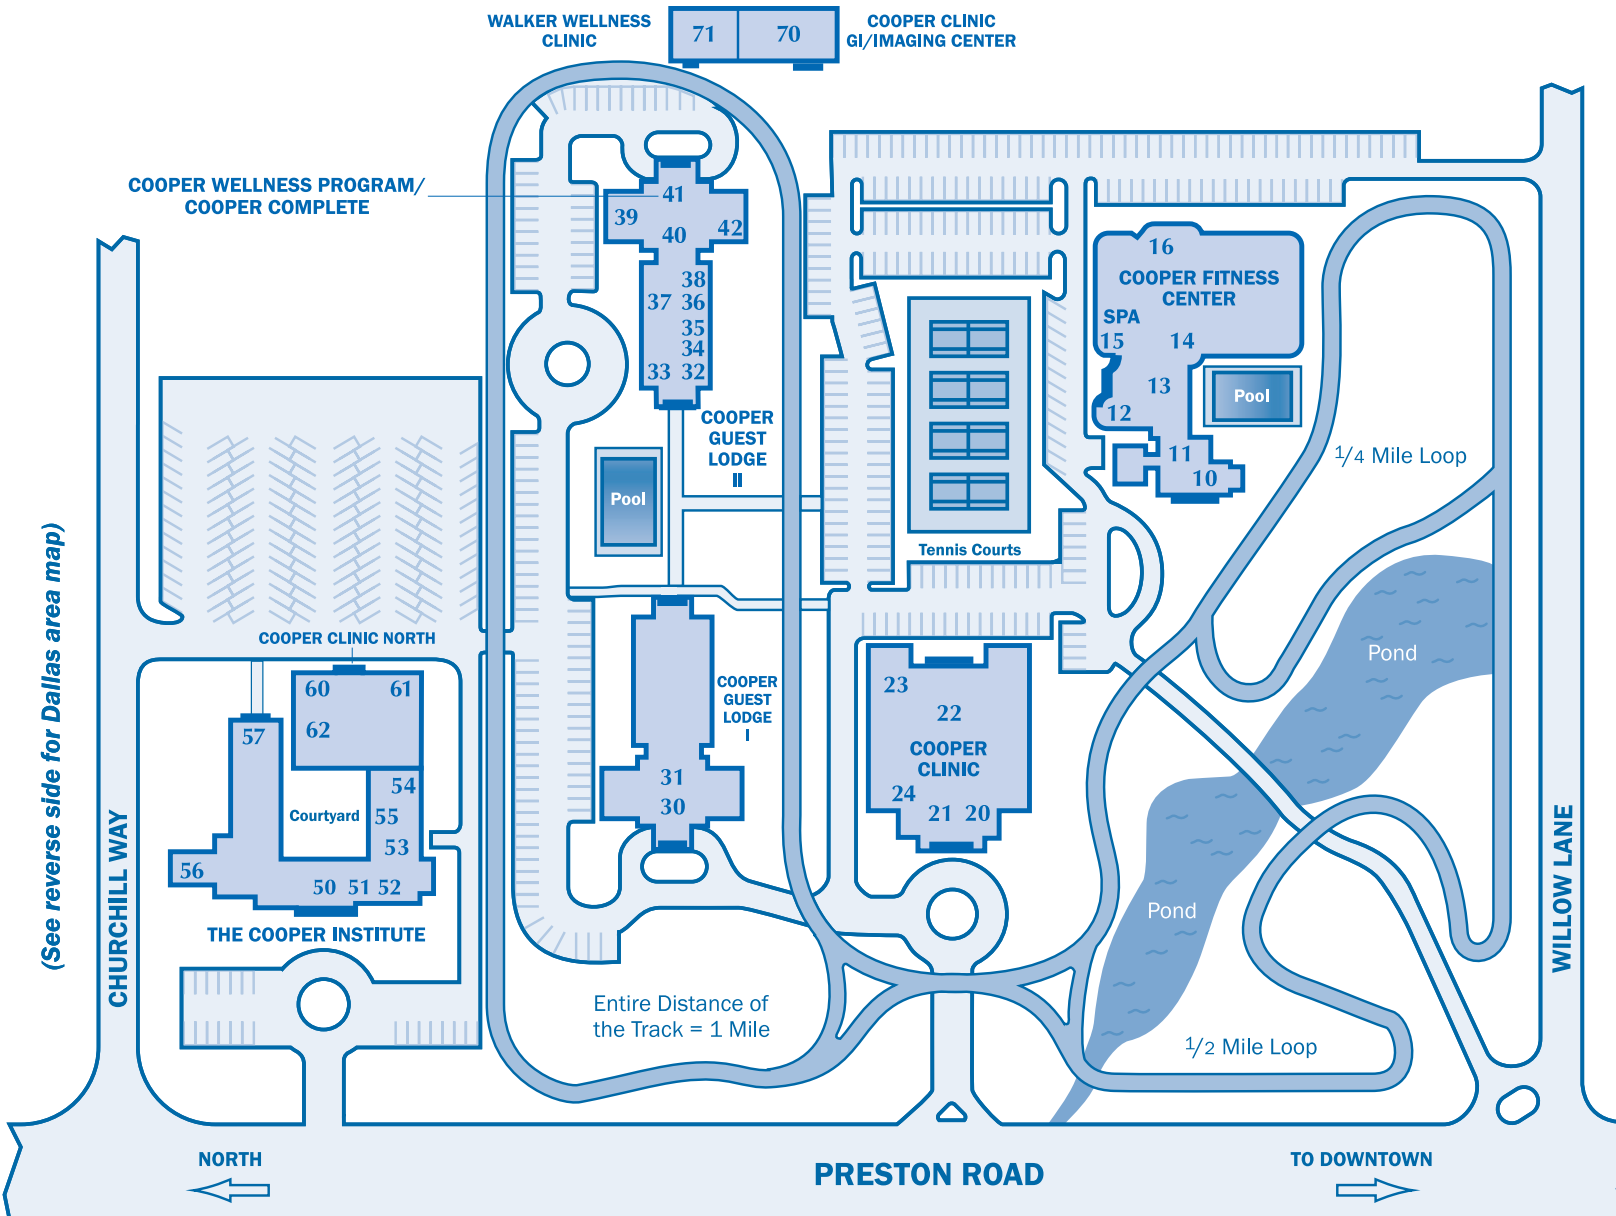 WALKER WELLNESS
CLINIC
71
70
COOPER CLINIC
GI/IMAGING CENTER
COOPER WELLNESS PROGRAM/
COOPER COMPLETE
41
39
42
40
38
37 36
35
34
33 32
COOPER
GUEST
LODGE
II
Pool
16
COOPER FITNESS
CENTER
SPA
15
14
13
12
11
10
Pool
1/4 Mile Loop
Tennis Courts
Pond
(See reverse side for Dallas area map)
CHURCHILL WAY
COOPER CLINIC NORTH
60
61
62
57
54
Courtyard
55
53
56
50 51 52
THE COOPER INSTITUTE
COOPER
GUEST
LODGE
I
31
30
23
22
COOPER
CLINIC
24
21 20
Pond
WILLOW LANE
Entire Distance of
the Track = 1 Mile
1/2 Mile Loop
NORTH
PRESTON ROAD
TO DOWNTOWN